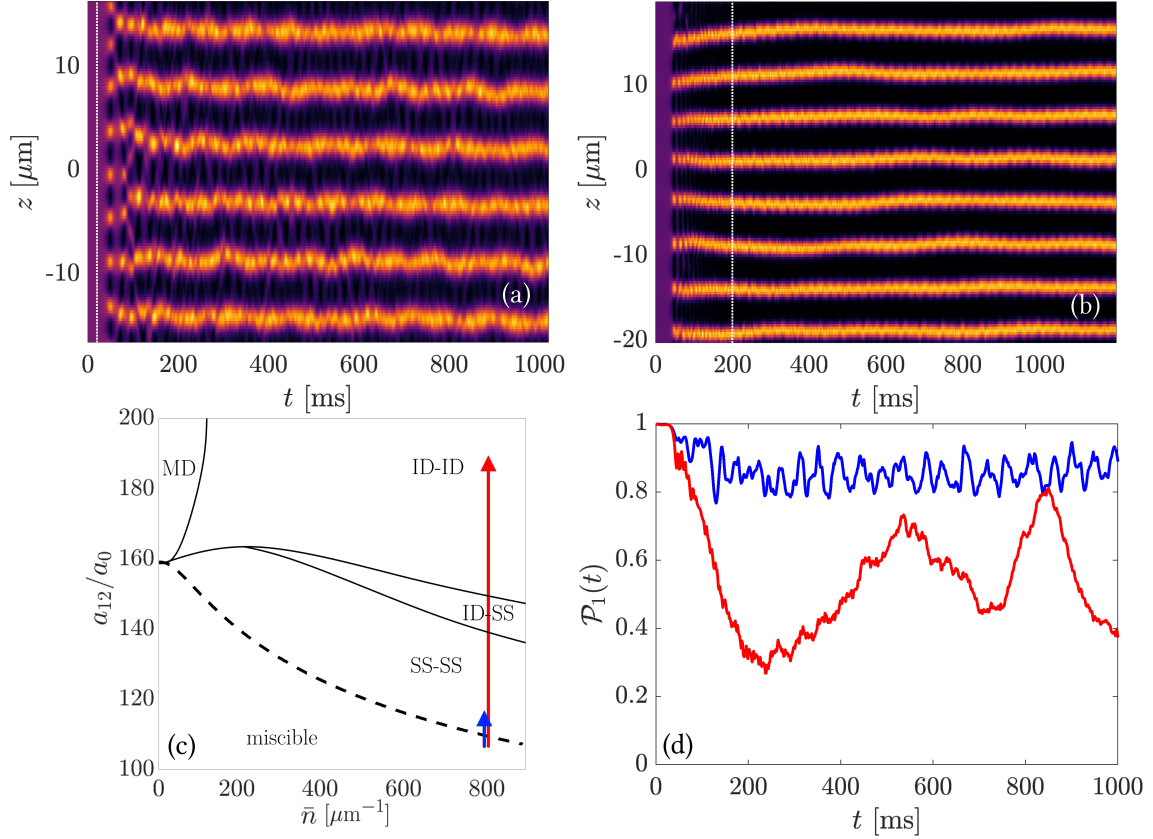 10
0
-10
z [μm]
(a)
0 200 400 600 800 1000
t [ms]
10
0
-10
-20
z [μm]
(b)
0 200 400 600 800 1000
t [ms]
200
180
160
140
120
100
a₁₂/a₀
MD
ID-ID
ID-SS
SS-SS
miscible
(c)
0 200 400 600 800
n̄ [μm⁻¹]
1
0.8
0.6
0.4
0.2
0
𝒫₁(t)
(d)
0 200 400 600 800 1000
t [ms]